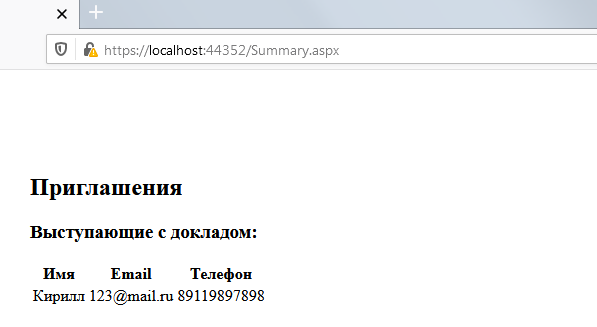 https://localhost:44352/Summary.aspx
Приглашения
Выступающие с докладом:
Имя Email Телефон
Кирилл 123@mail.ru 89119897898